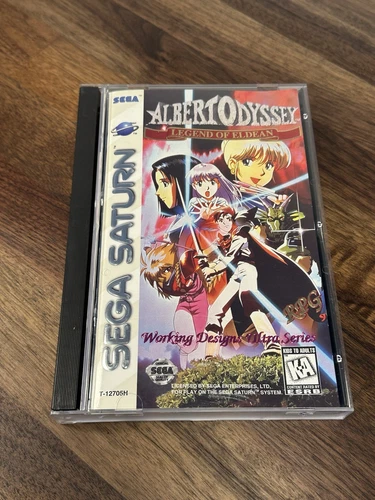 SEGA
ALBERT ODYSSEY
LEGEND OF ELDEAN
SEGA SATURN
RPG
Working Designs Ultra Series
KIDS TO ADULTS
K-A
CONTENT RATED BY
ESRB
SEGA
LICENSED BY SEGA ENTERPRISES, LTD.
FOR PLAY ON THE SEGA SATURN™ SYSTEM.
T-12705H